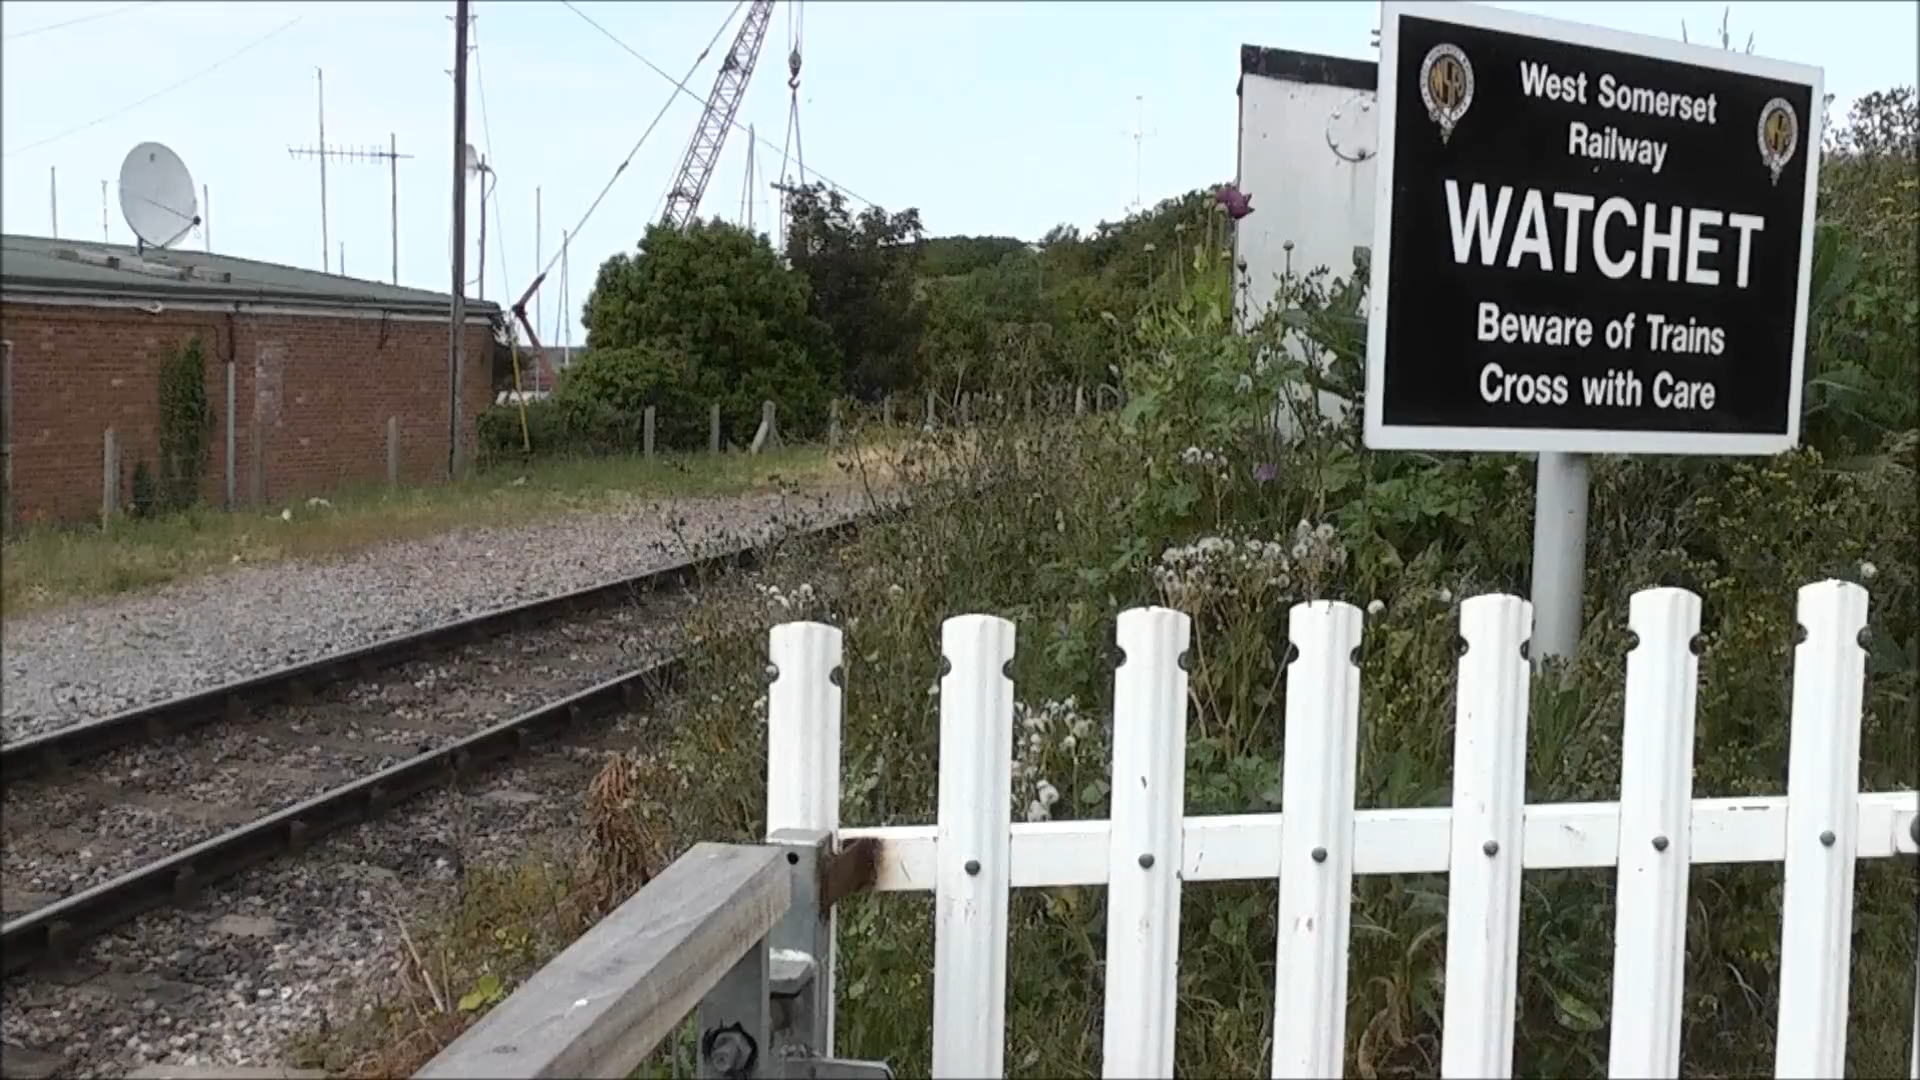 West Somerset
Railway
WATCHET
Beware of Trains
Cross with Care